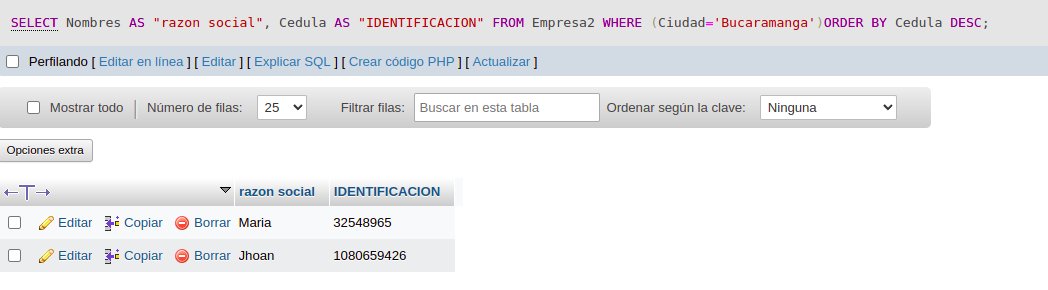 SELECT Nombres AS "razon social", Cedula AS "IDENTIFICACION" FROM Empresa2 WHERE (Ciudad='Bucaramanga')ORDER BY Cedula DESC;
Perfilando [ Editar en línea ] [ Editar ] [ Explicar SQL ] [ Crear código PHP ] [ Actualizar ]
Mostrar todo Número de filas: 25 Filtrar filas: Buscar en esta tabla Ordenar según la clave: Ninguna
Opciones extra
←T→ razon social IDENTIFICACION
Editar Copiar Borrar Maria 32548965
Editar Copiar Borrar Jhoan 1080659426